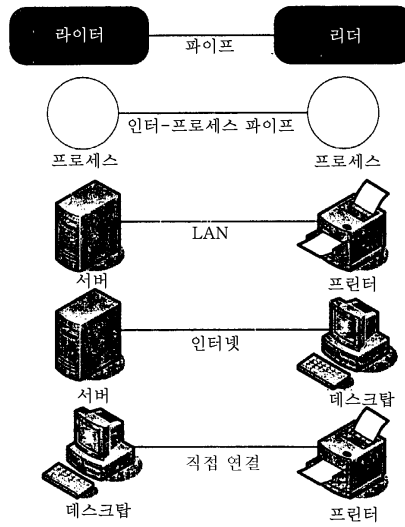 라이터 파이프 리더
인터-프로세스 파이프
프로세스 프로세스
LAN
서버 프린터
인터넷
서버 데스크탑
직접 연결
데스크탑 프린터